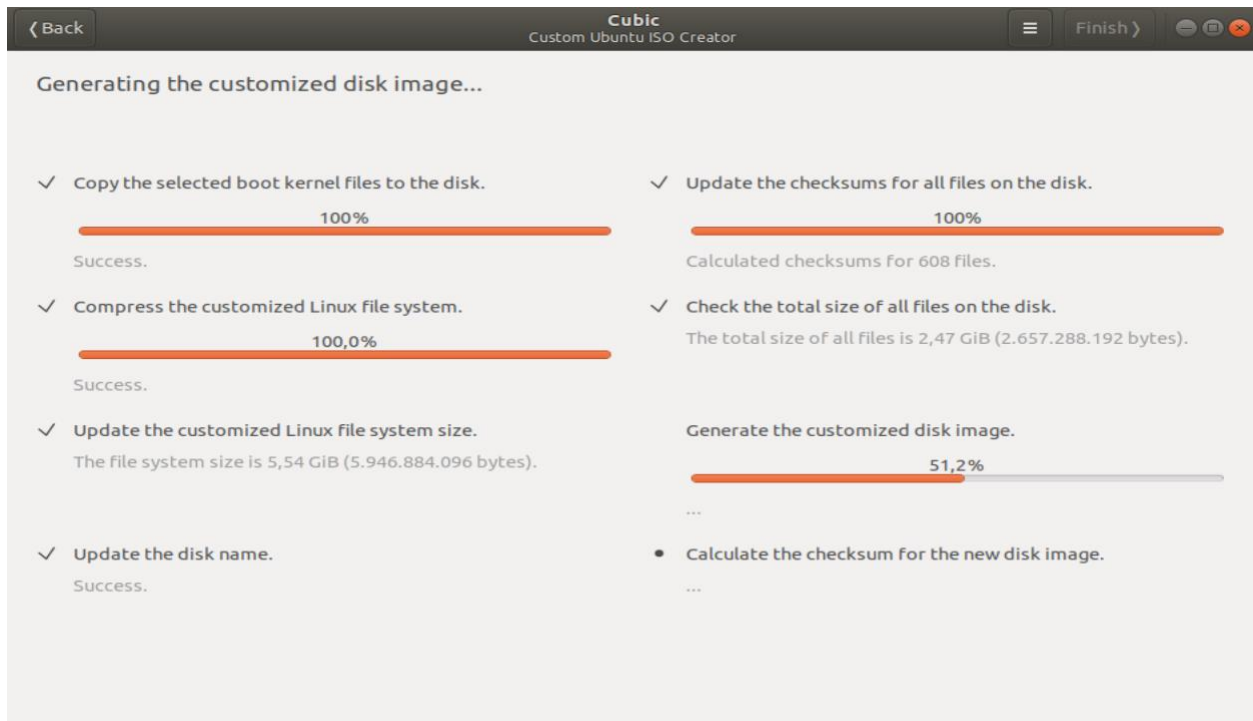 Back
Cubic
Custom Ubuntu ISO Creator
Finish
Generating the customized disk image...
Copy the selected boot kernel files to the disk.
100%
Success.
Compress the customized Linux file system.
100,0%
Success.
Update the customized Linux file system size.
The file system size is 5,54 GiB (5.946.884.096 bytes).
Update the disk name.
Success.
Update the checksums for all files on the disk.
100%
Calculated checksums for 608 files.
Check the total size of all files on the disk.
The total size of all files is 2,47 GiB (2.657.288.192 bytes).
Generate the customized disk image.
51,2%
...
Calculate the checksum for the new disk image.
...